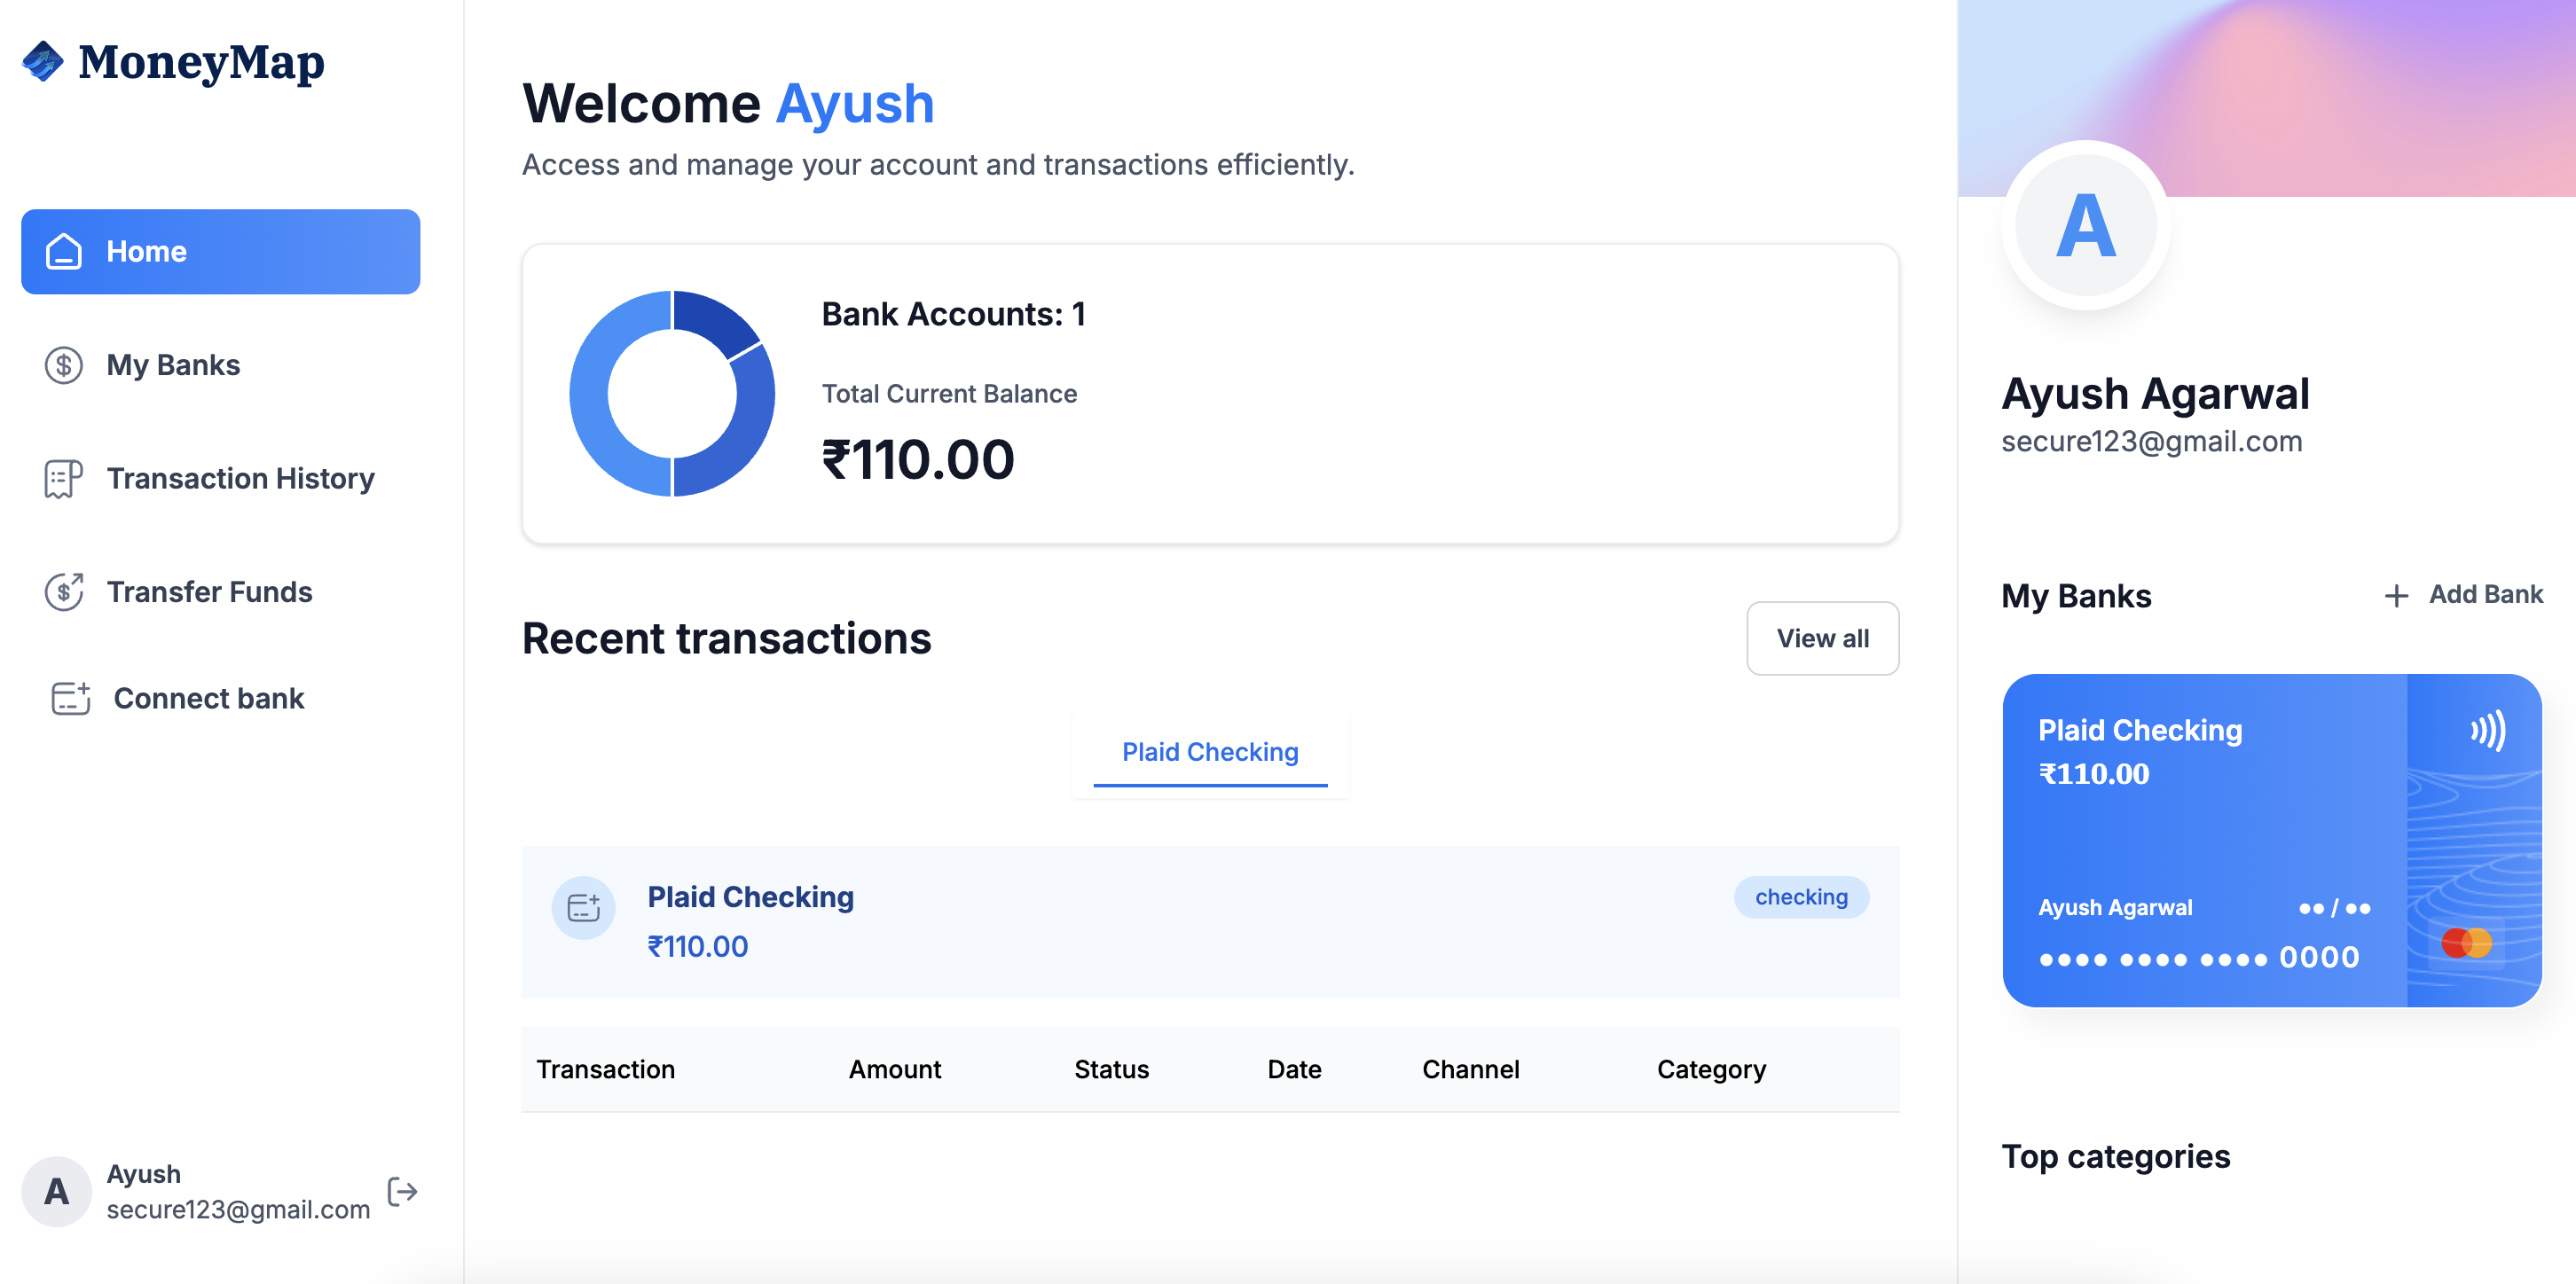 MoneyMap
Home
My Banks
Transaction History
Transfer Funds
Connect bank
A
Ayush
secure123@gmail.com
Welcome Ayush
Access and manage your account and transactions efficiently.
Bank Accounts: 1
Total Current Balance
₹110.00
Recent transactions
View all
Plaid Checking
Plaid Checking
checking
₹110.00
Transaction Amount Status Date Channel Category
A
Ayush Agarwal
secure123@gmail.com
My Banks
+ Add Bank
Plaid Checking
₹110.00
Ayush Agarwal ●● / ●●
●●●● ●●●● ●●●● 0000
Top categories